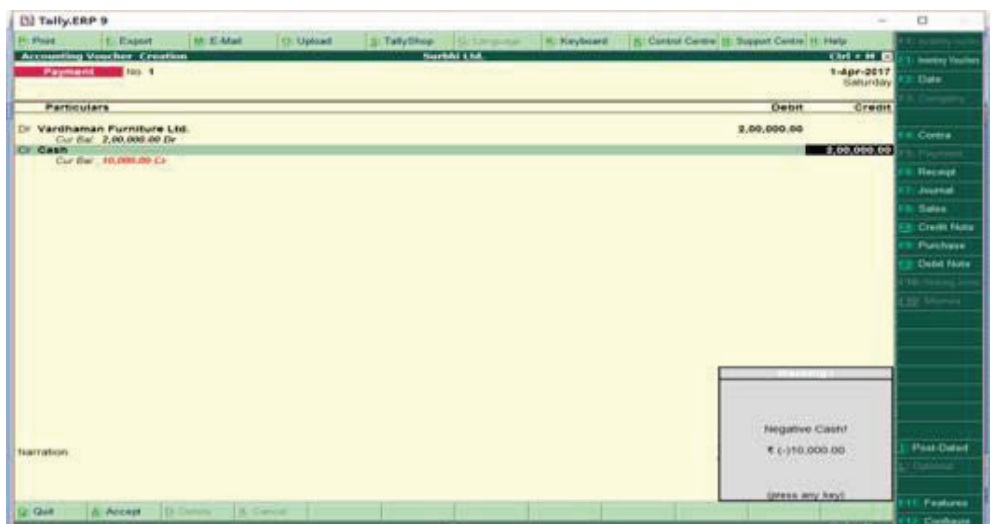 Tally.ERP 9
P: Print E: Export M: E-Mail O: Upload S: TallyShop G: Language K: Keyboard K: Control Centre H: Support Centre H: Help
Accounting Voucher Creation Surbhi Ltd. Ctrl + M
Payment No. 1 1-Apr-2017
Saturday
Particulars Debit Credit
Dr Vardhaman Furniture Ltd. 2,00,000.00
Cur Bal: 2,00,000.00 Dr
Cr Cash 2,00,000.00
Cur Bal: 10,000.00 Cr
Warning!
Negative Cash!
₹ (-)10,000.00
(press any key)
Narration:
Q: Quit A: Accept D: Delete X: Cancel
F2: Date
F4: Contra
F5: Payment
F6: Receipt
F7: Journal
F8: Sales
Credit Note
F9: Purchase
Debit Note
Post-Dated
F11: Features
F12: Configure